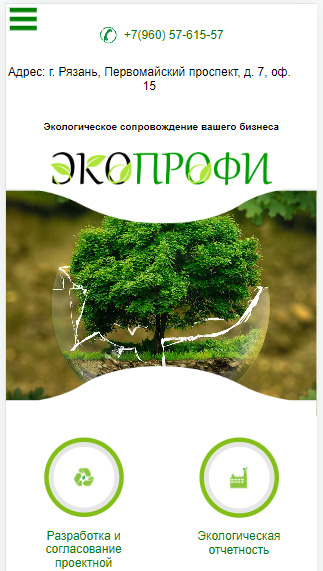 +7(960) 57-615-57
Адрес: г. Рязань, Первомайский проспект, д. 7, оф.
15
Экологическое сопровождение вашего бизнеса
ЭКОПРОФИ
Разработка и
согласование
проектной
Экологическая
отчетность